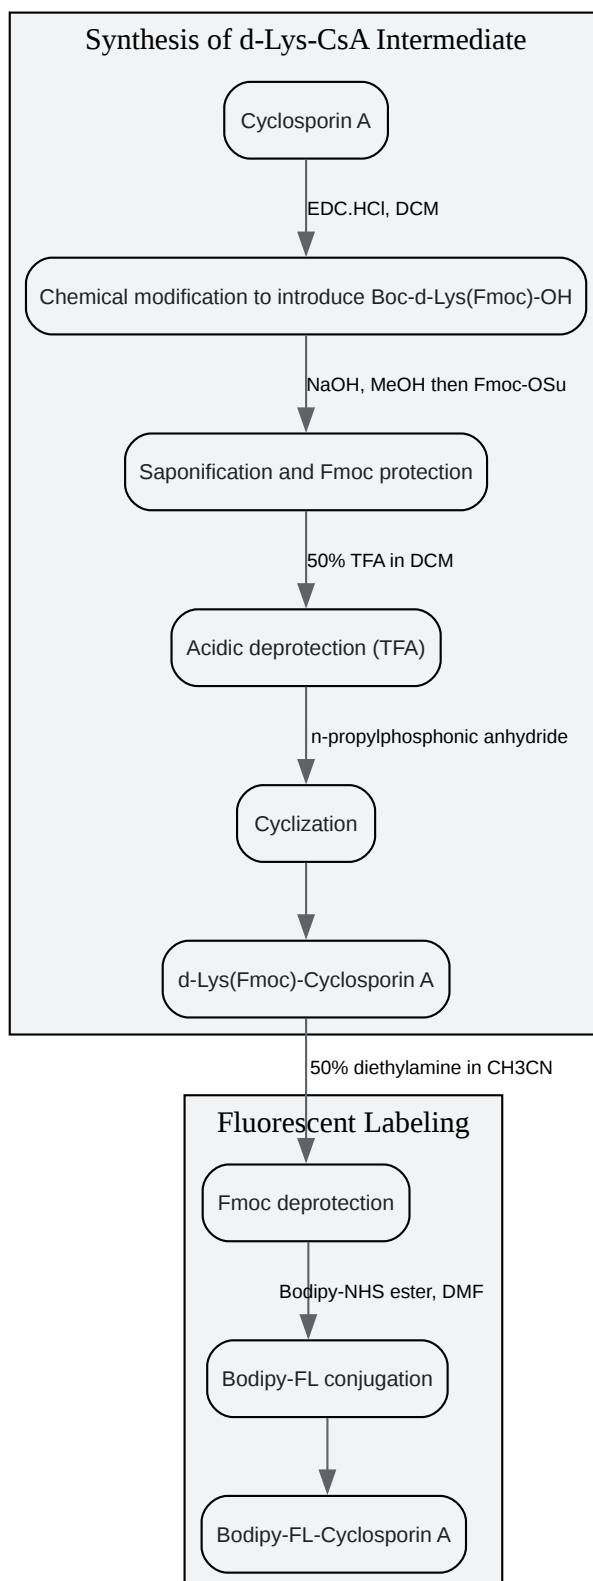 Synthesis of d-Lys-CsA Intermediate
Cyclosporin A
EDC.HCl, DCM
Chemical modification to introduce Boc-d-Lys(Fmoc)-OH
NaOH, MeOH then Fmoc-OSu
Saponification and Fmoc protection
50% TFA in DCM
Acidic deprotection (TFA)
n-propylphosphonic anhydride
Cyclization
d-Lys(Fmoc)-Cyclosporin A
50% diethylamine in CH3CN
Fluorescent Labeling
Fmoc deprotection
Bodipy-NHS ester, DMF
Bodipy-FL conjugation
Bodipy-FL-Cyclosporin A